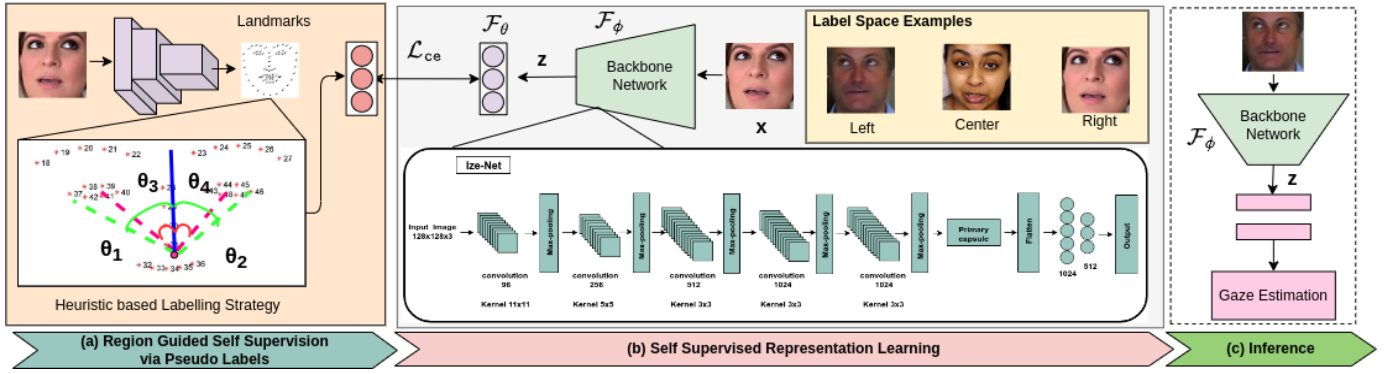 Landmarks
18
19
20
21
22
23
24
25
26
27
37
38
39
42
41
40
43
44
45
46
θ3
θ4
θ1
θ2
32
33
34
35
36
Heuristic based Labelling Strategy
ℒce
ℱθ
z
ℱϕ
Backbone
Network
x
Label Space Examples
Left
Center
Right
Ize-Net
Input Image
128x128x3
convolution
96
Kernel 11x11
Max-pooling
convolution
256
Kernel 5x5
Max-pooling
convolution
512
Kernel 3x3
Max-pooling
convolution
1024
Kernel 3x3
Max-pooling
convolution
1024
Kernel 3x3
Primary
capsule
Flatten
1024
512
Output
Backbone
Network
ℱϕ
z
Gaze Estimation
(a) Region Guided Self Supervision
via Pseudo Labels
(b) Self Supervised Representation Learning
(c) Inference